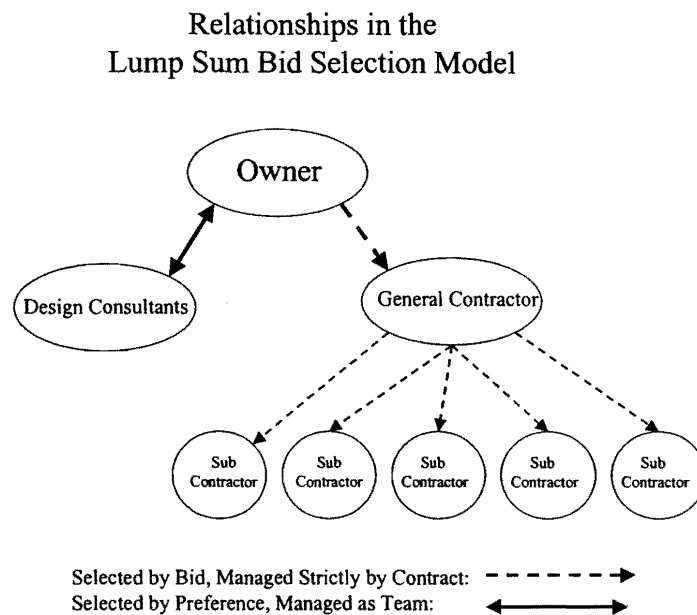 Relationships in the
Lump Sum Bid Selection Model
Owner
Design Consultants
General Contractor
Sub
Contractor
Sub
Contractor
Sub
Contractor
Sub
Contractor
Sub
Contractor
Selected by Bid, Managed Strictly by Contract:
Selected by Preference, Managed as Team: